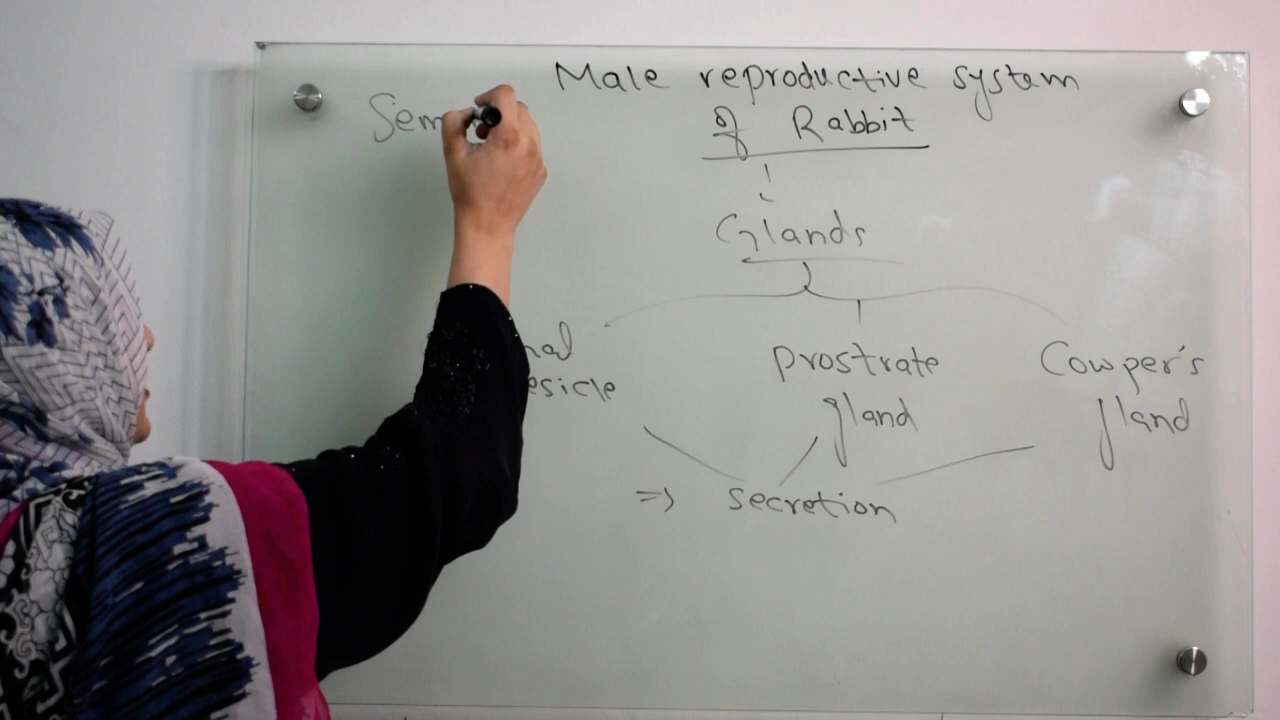 Male reproductive system
of Rabbit
Sem
Glands
prostrate
gland
Cowper's
gland
=> secretion